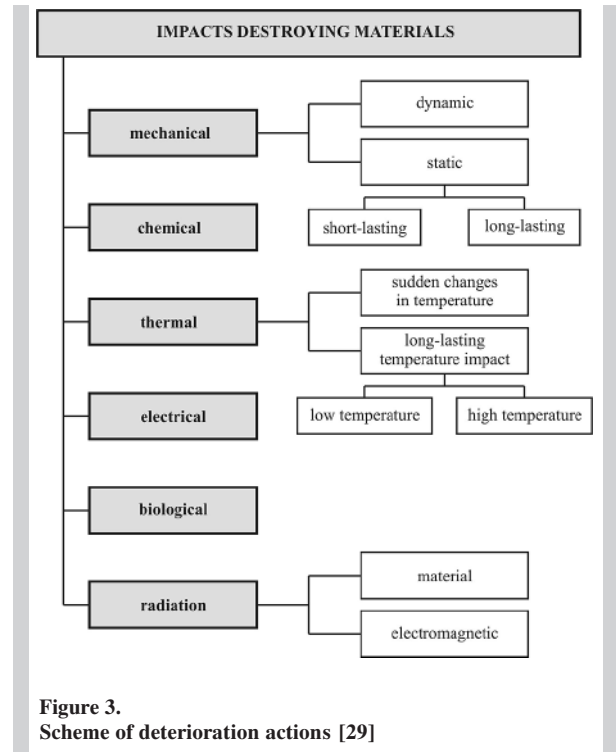 IMPACTS DESTROYING MATERIALS
mechanical
dynamic
static
short-lasting
long-lasting
chemical
thermal
sudden changes
in temperature
long-lasting
temperature impact
low temperature
high temperature
electrical
biological
radiation
material
electromagnetic
Figure 3.
Scheme of deterioration actions [29]